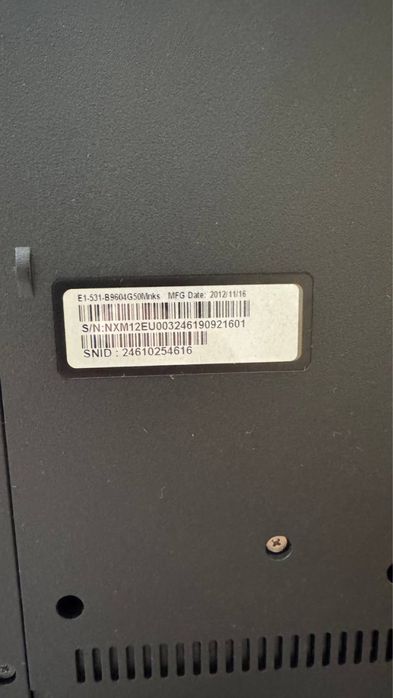 E1-531-B9604G50Mnks MFG Date: 2012/11/16
S/N:NXM12EU003246190921601
SNID : 24610254616